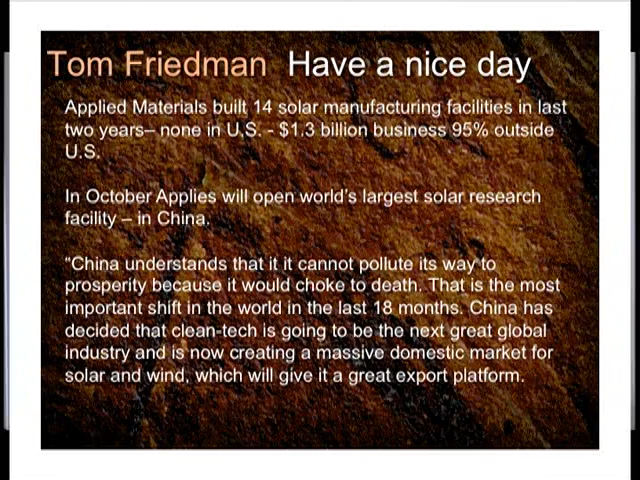 Tom Friedman Have a nice day
Applied Materials built 14 solar manufacturing facilities in last
two years– none in U.S. - $1.3 billion business 95% outside
U.S.
In October Applies will open world's largest solar research
facility – in China.
“China understands that it it cannot pollute its way to
prosperity because it would choke to death. That is the most
important shift in the world in the last 18 months. China has
decided that clean-tech is going to be the next great global
industry and is now creating a massive domestic market for
solar and wind, which will give it a great export platform.